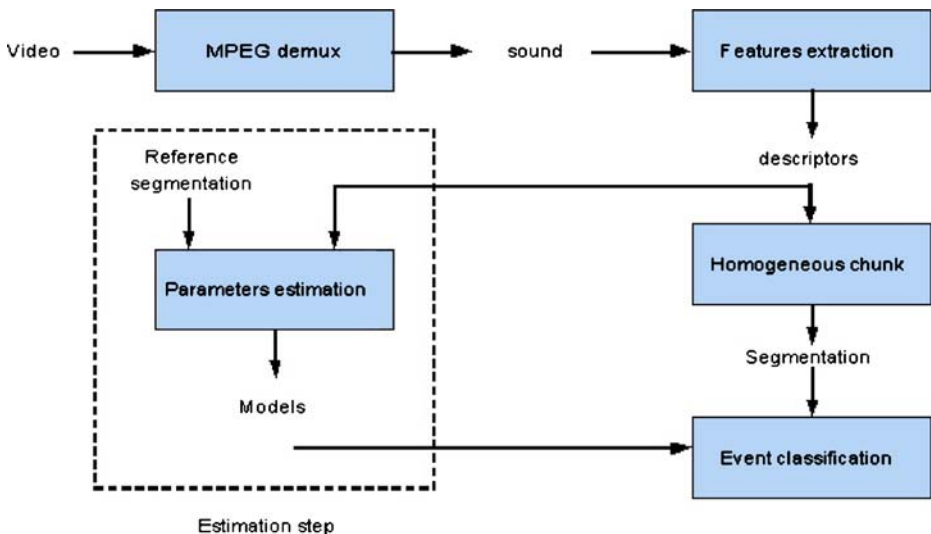 Video
MPEG demux
sound
Features extraction
descriptors
Reference
segmentation
Homogeneous chunk
Parameters estimation
Segmentation
Models
Event classification
Estimation step